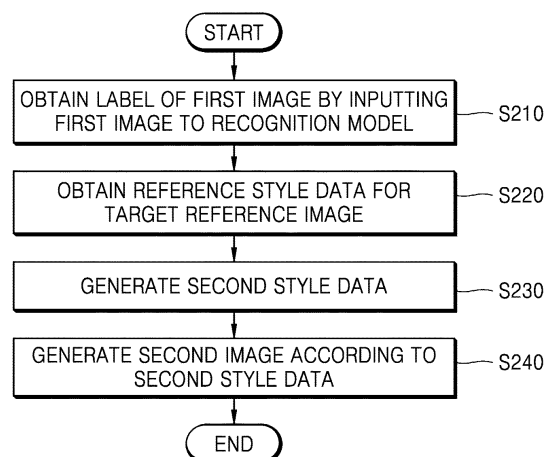 START
OBTAIN LABEL OF FIRST IMAGE BY INPUTTING
FIRST IMAGE TO RECOGNITION MODEL
S210
OBTAIN REFERENCE STYLE DATA FOR
TARGET REFERENCE IMAGE
S220
GENERATE SECOND STYLE DATA
S230
GENERATE SECOND IMAGE ACCORDING TO
SECOND STYLE DATA
S240
END